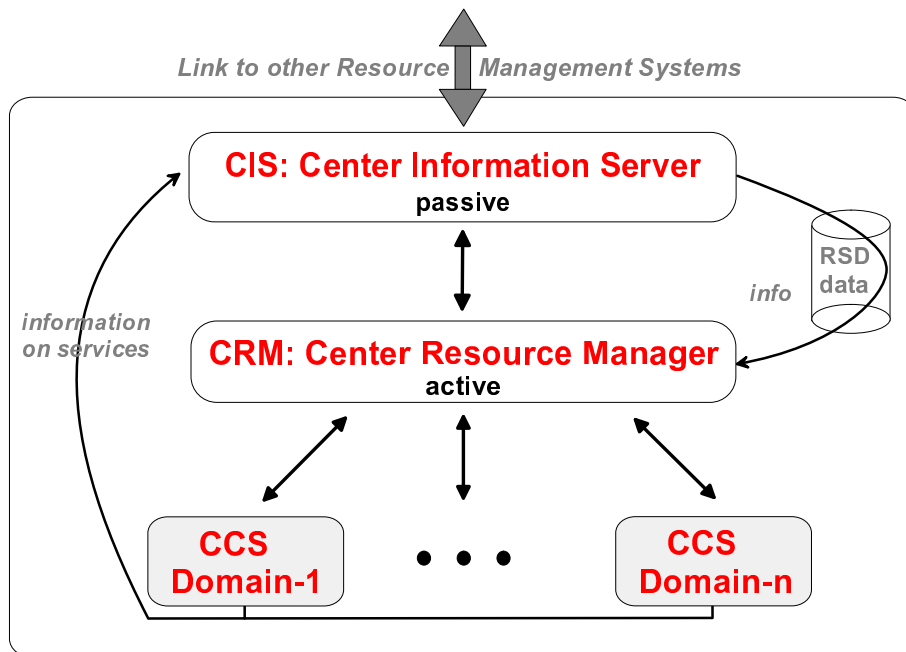 Link to other Resource Management Systems
CIS: Center Information Server
passive
RSD
data
info
information
on services
CRM: Center Resource Manager
active
CCS
Domain-1
• • •
CCS
Domain-n